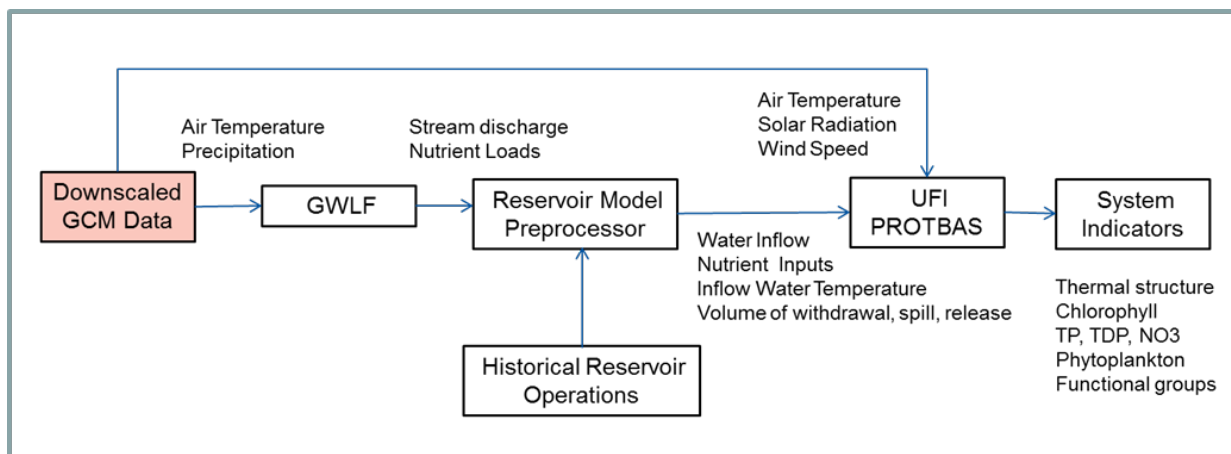 Air Temperature
Precipitation
Stream discharge
Nutrient Loads
Air Temperature
Solar Radiation
Wind Speed
Downscaled
GCM Data
GWLF
Reservoir Model
Preprocessor
UFI
PROTBAS
System
Indicators
Water Inflow
Nutrient Inputs
Inflow Water Temperature
Volume of withdrawal, spill, release
Thermal structure
Chlorophyll
TP, TDP, NO3
Phytoplankton
Functional groups
Historical Reservoir
Operations